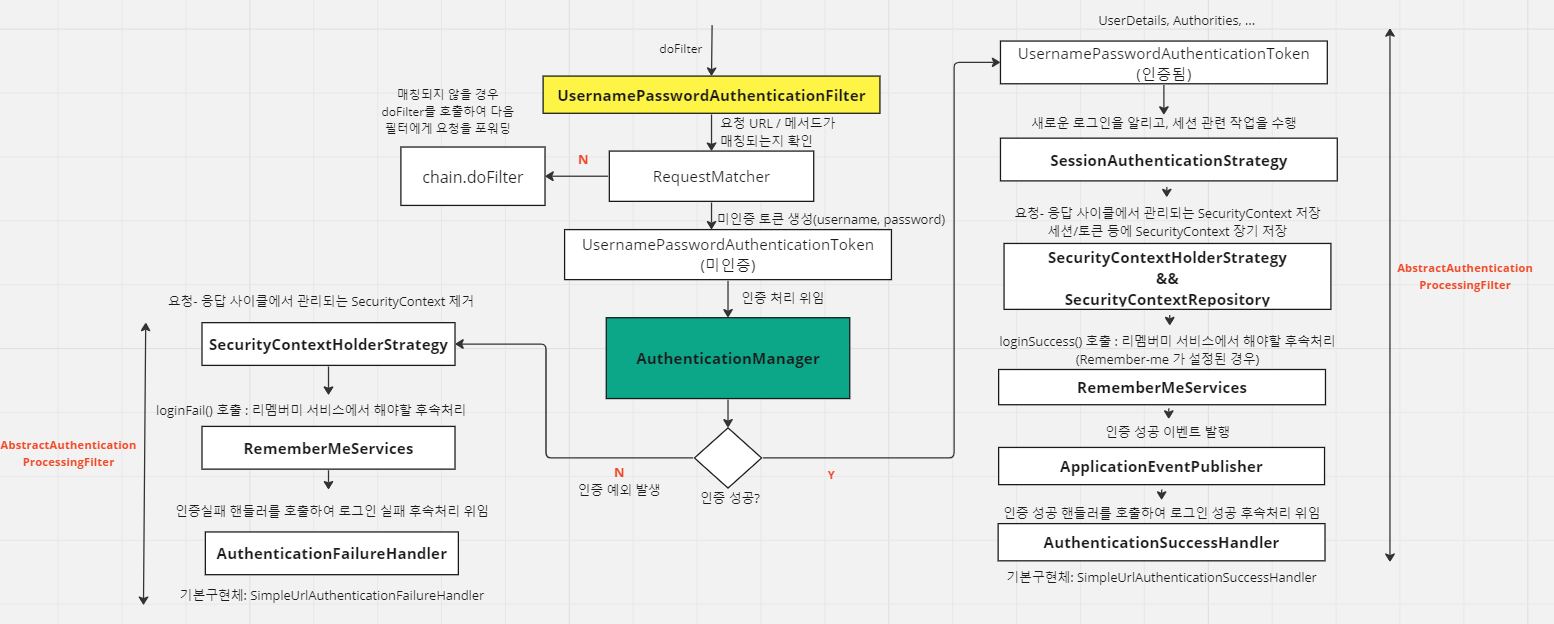 doFilter
UsernamePasswordAuthenticationFilter
요청 URL / 메서드가
매칭되는지 확인
매칭되지 않을 경우
doFilter를 호출하여 다음
필터에게 요청을 포워딩
N
chain.doFilter
RequestMatcher
미인증 토큰 생성(username, password)
UsernamePasswordAuthenticationToken
(미인증)
인증 처리 위임
AuthenticationManager
인증 성공?
N
인증 예외 발생
Y
요청- 응답 사이클에서 관리되는 SecurityContext 제거
SecurityContextHolderStrategy
loginFail() 호출 : 리멤버미 서비스에서 해야할 후속처리
AbstractAuthentication
ProcessingFilter
RememberMeServices
인증실패 핸들러를 호출하여 로그인 실패 후속처리 위임
AuthenticationFailureHandler
기본구현체: SimpleUrlAuthenticationFailureHandler
UserDetails, Authorities, ...
UsernamePasswordAuthenticationToken
(인증됨)
새로운 로그인을 알리고, 세션 관련 작업을 수행
SessionAuthenticationStrategy
요청- 응답 사이클에서 관리되는 SecurityContext 저장
세션/토큰 등에 SecurityContext 장기 저장
SecurityContextHolderStrategy
&&
SecurityContextRepository
AbstractAuthentication
ProcessingFilter
loginSuccess() 호출 : 리멤버미 서비스에서 해야할 후속처리
(Remember-me 가 설정된 경우)
RememberMeServices
인증 성공 이벤트 발행
ApplicationEventPublisher
인증 성공 핸들러를 호출하여 로그인 성공 후속처리 위임
AuthenticationSuccessHandler
기본구현체: SimpleUrlAuthenticationSuccessHandler